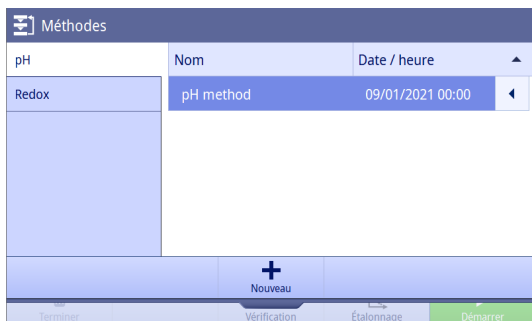 Méthodes
pH
Nom
Date / heure
Redox
pH method
09/01/2021 00:00
Nouveau
Terminer
Vérification
Étalonnage
Démarrer